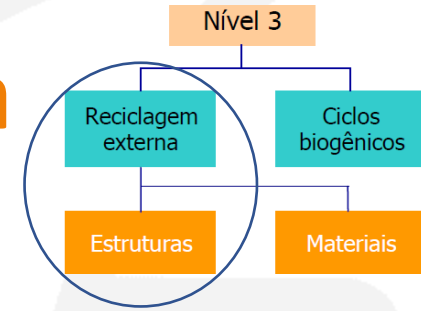 Nível 3
Reciclagem
externa
Ciclos
biogênicos
Estruturas
Materiais